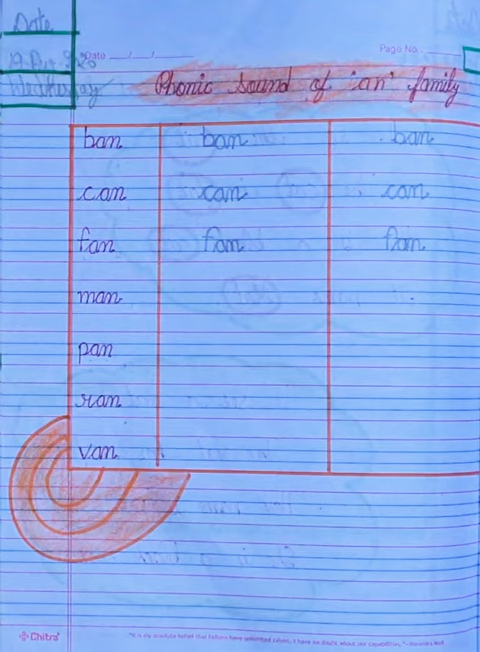 Date
Date / /
Page No.
Phonic Sound of 'an' family
ban ban ban
can can can
fan fan fan
man
pan
ran
van
Chitra